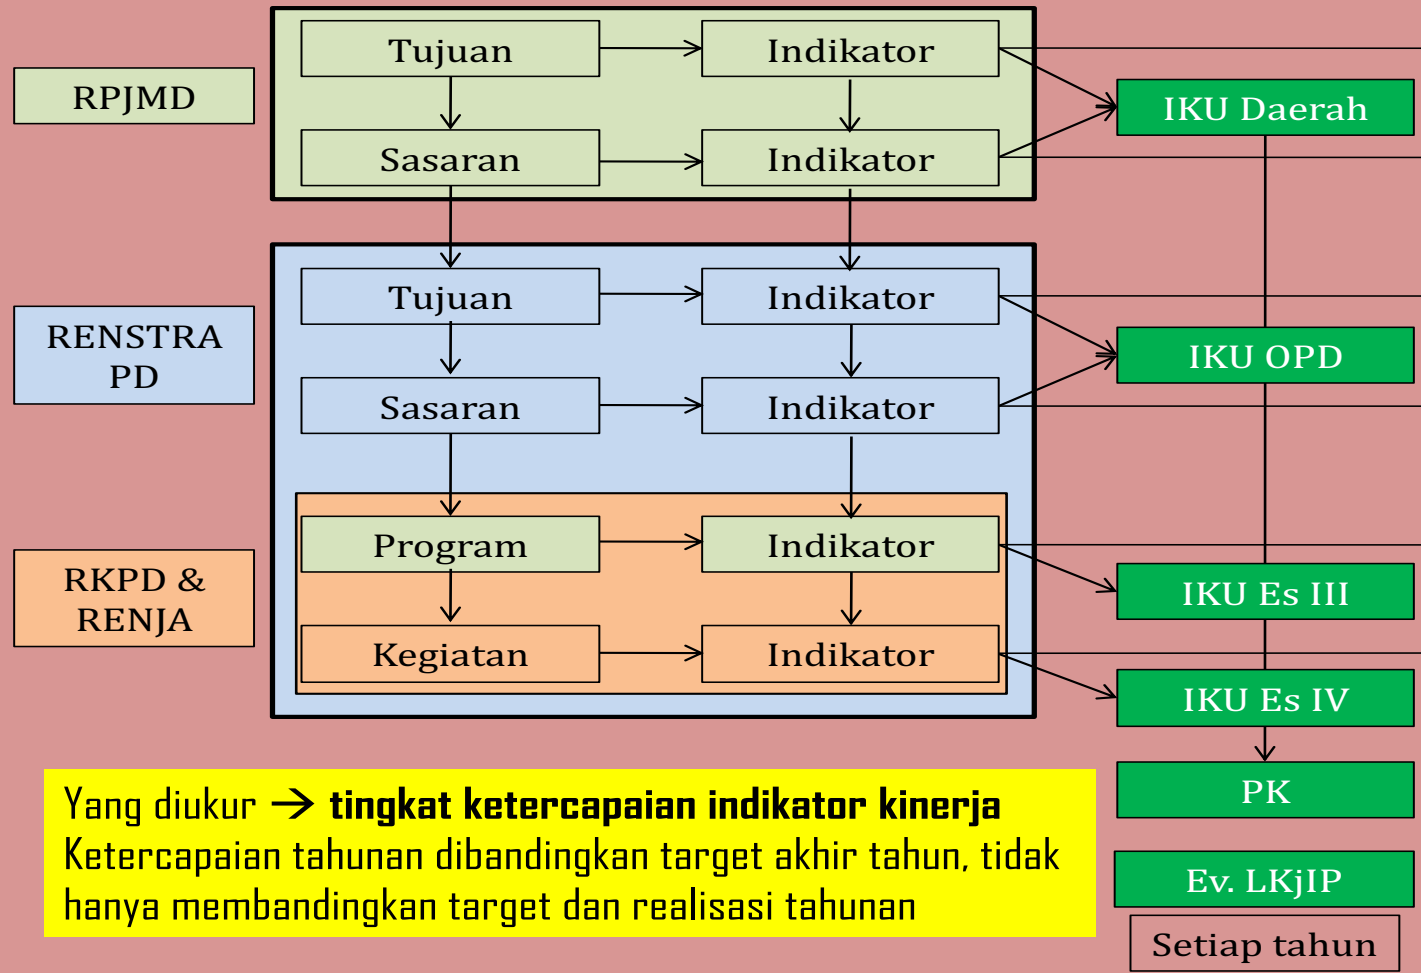 Tujuan
Indikator
RPJMD
IKU Daerah
Sasaran
Indikator
Tujuan
Indikator
RENSTRA
PD
IKU OPD
Sasaran
Indikator
Program
Indikator
RKPD &
RENJA
IKU Es III
Kegiatan
Indikator
IKU Es IV
PK
Yang diukur → tingkat ketercapaian indikator kinerja
Ketercapaian tahunan dibandingkan target akhir tahun, tidak
hanya membandingkan target dan realisasi tahunan
Ev. LKjIP
Setiap tahun